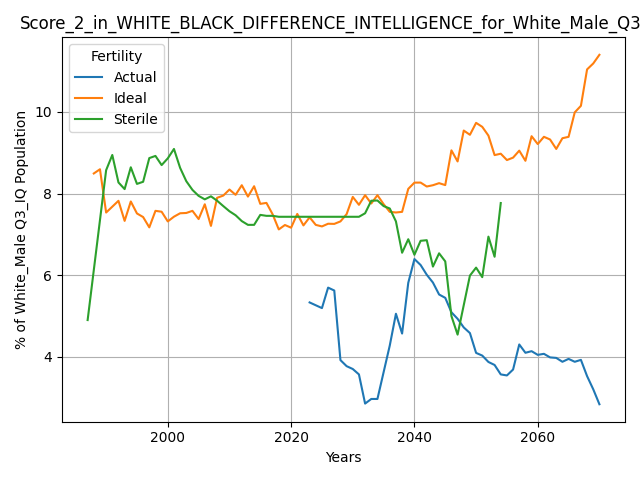 Score_2_in_WHITE_BLACK_DIFFERENCE_INTELLIGENCE_for_White_Male_Q3
Fertility
Actual
Ideal
Sterile
% of White_Male Q3_IQ Population
10
8
6
4
2000 2020 2040 2060
Years